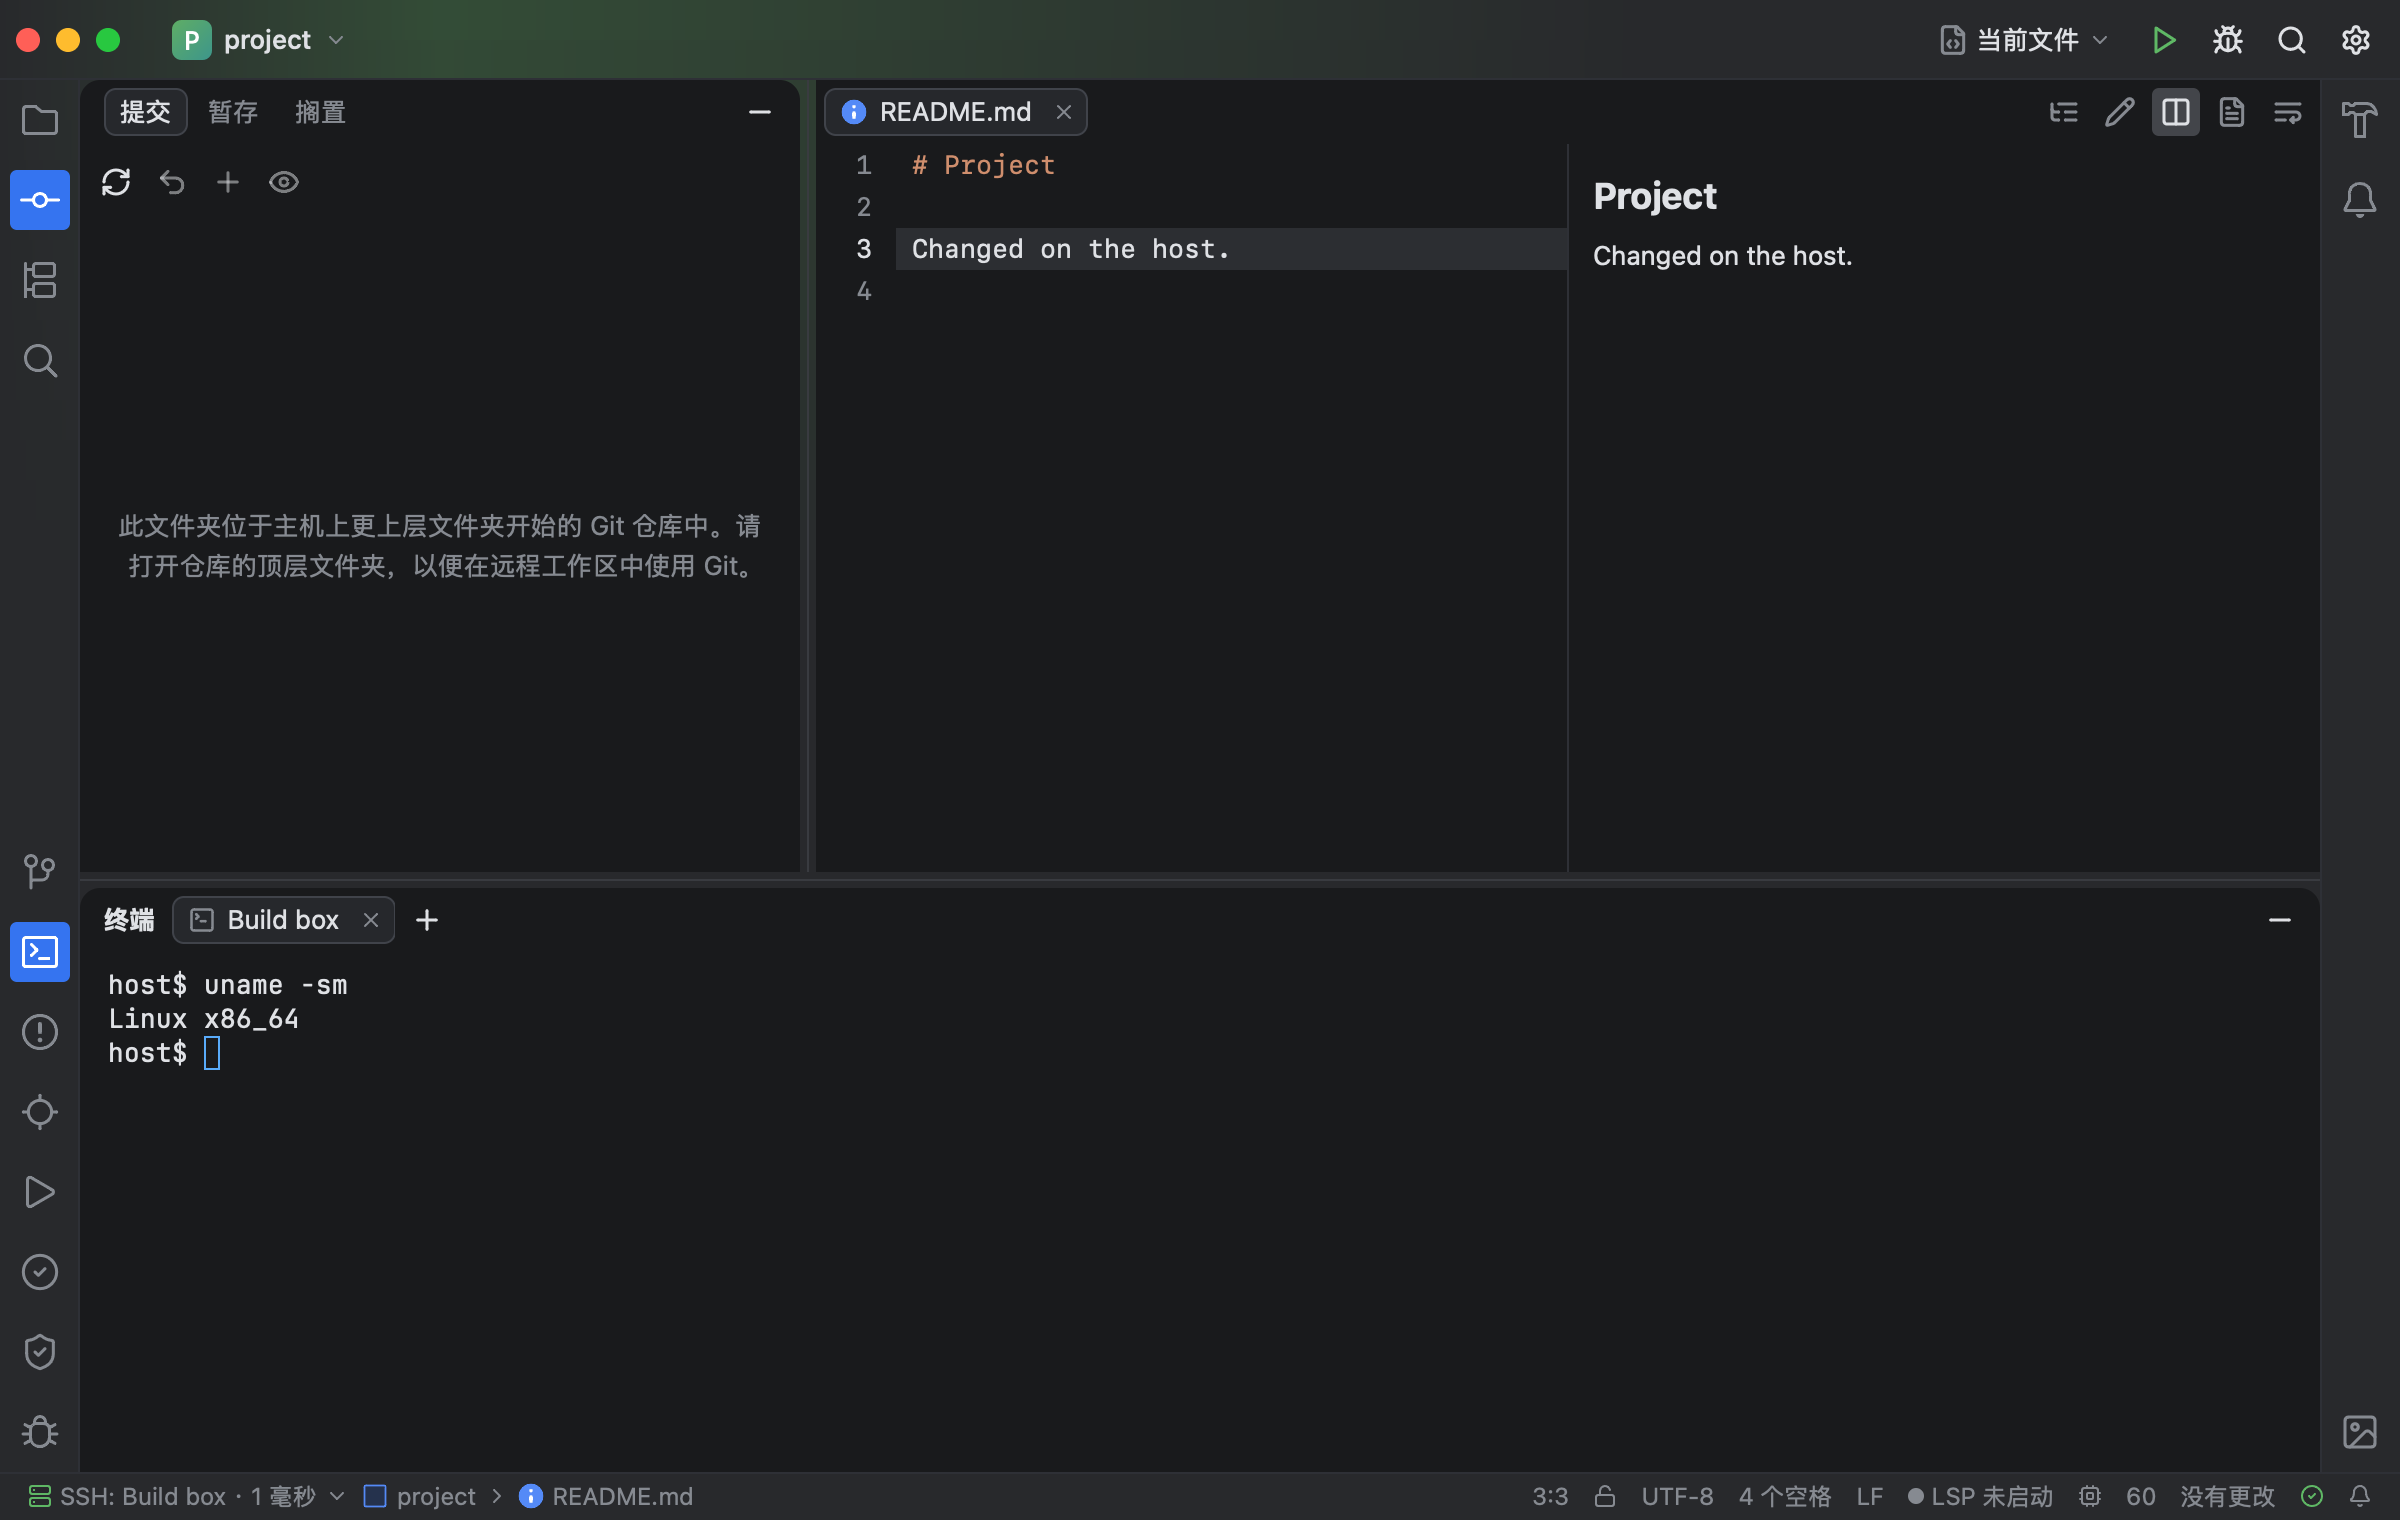 P project
当前文件
提交 暂存 搁置
README.md
1 # Project
2
3 Changed on the host.
4
Project
Changed on the host.
此文件夹位于主机上更上层文件夹开始的 Git 仓库中。请
打开仓库的顶层文件夹，以便在远程工作区中使用 Git。
终端 Build box
host$ uname -sm
Linux x86_64
host$
SSH: Build box · 1 毫秒 project README.md
3:3 UTF-8 4 个空格 LF LSP 未启动 60 没有更改